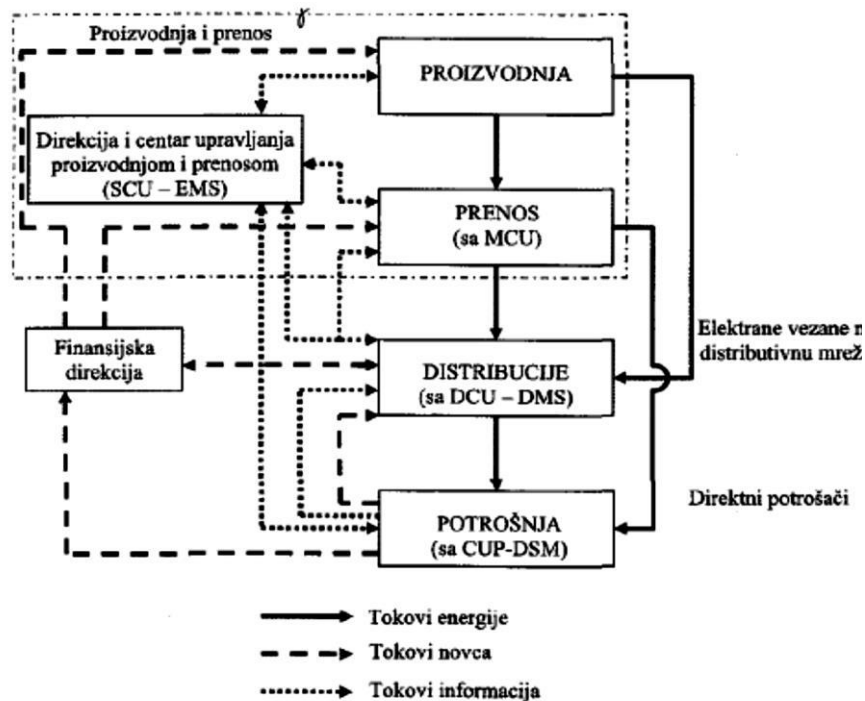 Proizvodnja i prenos
PROIZVODNJA
Direkcija i centar upravljanja
proizvodnjom i prenosom
(SCU – EMS)
PRENOS
(sa MCU)
Elektrane vezane n
distributivnu mrež
Finansijska
direkcija
DISTRIBUCIJE
(sa DCU – DMS)
Direktni potrošači
POTROŠNJA
(sa CUP-DSM)
Tokovi energije
Tokovi novca
Tokovi informacija